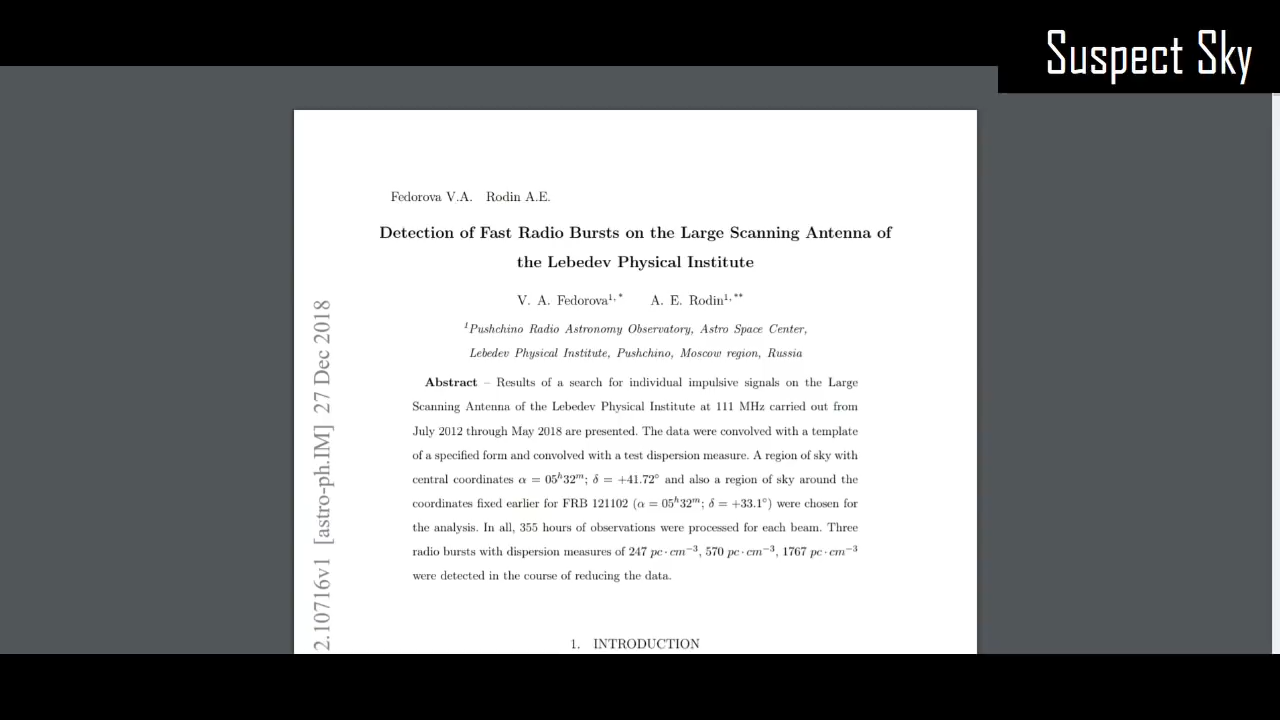 Suspect Sky
Fedorova V.A. Rodin A.E.
Detection of Fast Radio Bursts on the Large Scanning Antenna of
the Lebedev Physical Institute
V. A. Fedorova¹,* A. E. Rodin¹,**
¹Pushchino Radio Astronomy Observatory, Astro Space Center,
Lebedev Physical Institute, Pushchino, Moscow region, Russia
Abstract – Results of a search for individual impulsive signals on the Large
Scanning Antenna of the Lebedev Physical Institute at 111 MHz carried out from
July 2012 through May 2018 are presented. The data were convolved with a template
of a specified form and convolved with a test dispersion measure. A region of sky with
central coordinates α = 05ʰ32ᵐ; δ = +41.72° and also a region of sky around the
coordinates fixed earlier for FRB 121102 (α = 05ʰ32ᵐ; δ = +33.1°) were chosen for
the analysis. In all, 355 hours of observations were processed for each beam. Three
radio bursts with dispersion measures of 247 pc · cm⁻³, 570 pc · cm⁻³, 1767 pc · cm⁻³
were detected in the course of reducing the data.
1. INTRODUCTION
2.10716v1 [astro-ph.IM] 27 Dec 2018